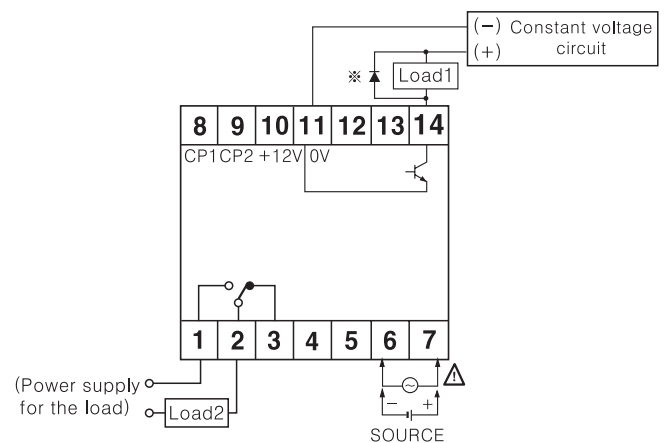 (−) Constant voltage
(+) circuit
※ Load1
8 9 10 11 12 13 14
CP1 CP2 +12V 0V
1 2 3 4 5 6 7
(Power supply
for the load)
Load2
− +
SOURCE